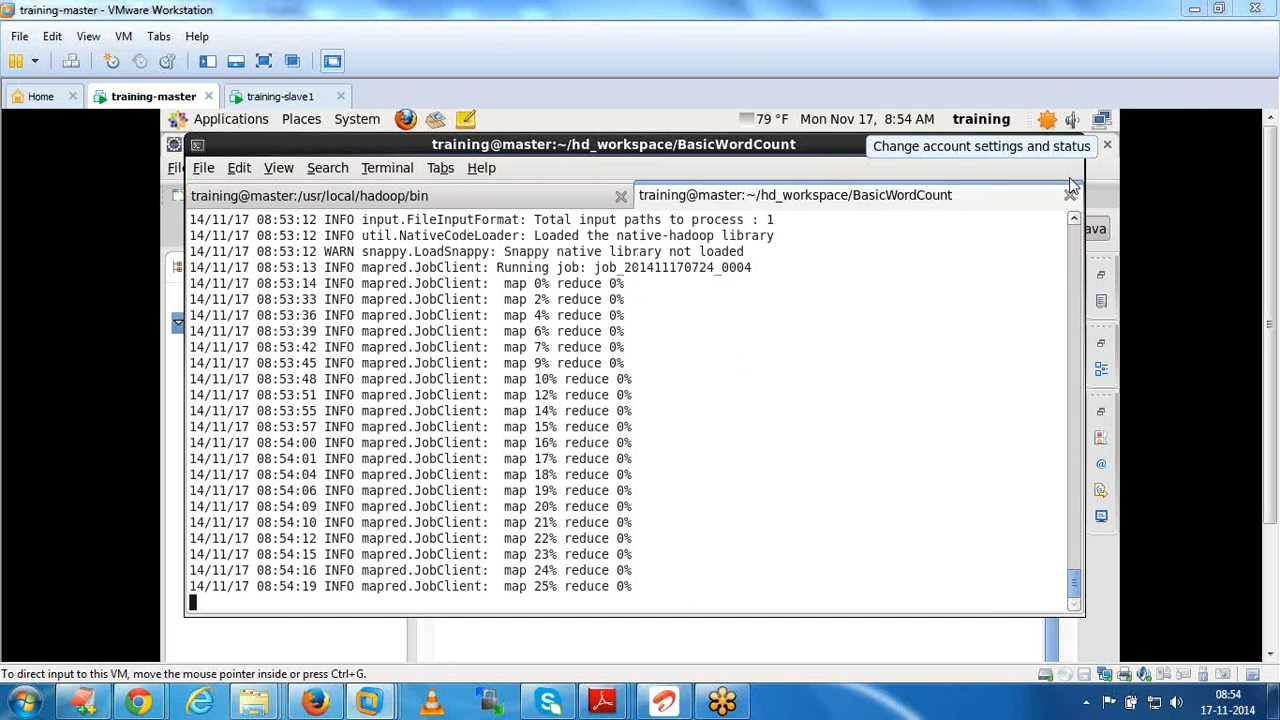 training-master - VMware Workstation
File Edit View VM Tabs Help
Home training-master training-slave1
Applications Places System 79 °F Mon Nov 17, 8:54 AM training
training@master:~/hd_workspace/BasicWordCount
Change account settings and status
File Edit View Search Terminal Tabs Help
training@master:/usr/local/hadoop/bin training@master:~/hd_workspace/BasicWordCount
14/11/17 08:53:12 INFO input.FileInputFormat: Total input paths to process : 1
14/11/17 08:53:12 INFO util.NativeCodeLoader: Loaded the native-hadoop library
14/11/17 08:53:12 WARN snappy.LoadSnappy: Snappy native library not loaded
14/11/17 08:53:13 INFO mapred.JobClient: Running job: job_201411170724_0004
14/11/17 08:53:14 INFO mapred.JobClient:  map 0% reduce 0%
14/11/17 08:53:33 INFO mapred.JobClient:  map 2% reduce 0%
14/11/17 08:53:36 INFO mapred.JobClient:  map 4% reduce 0%
14/11/17 08:53:39 INFO mapred.JobClient:  map 6% reduce 0%
14/11/17 08:53:42 INFO mapred.JobClient:  map 7% reduce 0%
14/11/17 08:53:45 INFO mapred.JobClient:  map 9% reduce 0%
14/11/17 08:53:48 INFO mapred.JobClient:  map 10% reduce 0%
14/11/17 08:53:51 INFO mapred.JobClient:  map 12% reduce 0%
14/11/17 08:53:55 INFO mapred.JobClient:  map 14% reduce 0%
14/11/17 08:53:57 INFO mapred.JobClient:  map 15% reduce 0%
14/11/17 08:54:00 INFO mapred.JobClient:  map 16% reduce 0%
14/11/17 08:54:01 INFO mapred.JobClient:  map 17% reduce 0%
14/11/17 08:54:04 INFO mapred.JobClient:  map 18% reduce 0%
14/11/17 08:54:06 INFO mapred.JobClient:  map 19% reduce 0%
14/11/17 08:54:09 INFO mapred.JobClient:  map 20% reduce 0%
14/11/17 08:54:10 INFO mapred.JobClient:  map 21% reduce 0%
14/11/17 08:54:12 INFO mapred.JobClient:  map 22% reduce 0%
14/11/17 08:54:15 INFO mapred.JobClient:  map 23% reduce 0%
14/11/17 08:54:16 INFO mapred.JobClient:  map 24% reduce 0%
14/11/17 08:54:19 INFO mapred.JobClient:  map 25% reduce 0%
To direct input to this VM, move the mouse pointer inside or press Ctrl+G.
08:54
17-11-2014